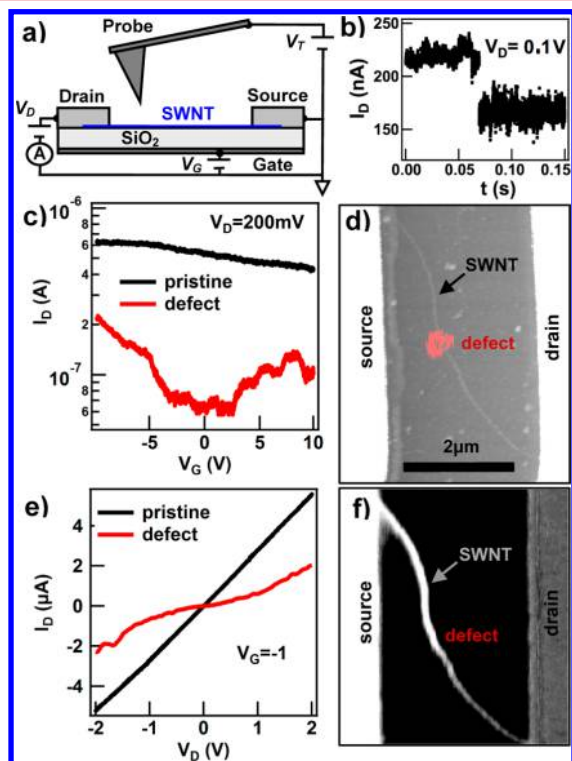 a)
Probe
V_T
Drain
Source
V_D
SWNT
SiO₂
A
V_G
Gate
b)
V_D= 0.1V
I_D (nA)
250
200
150
0.00 0.05 0.10 0.15
t (s)
c)
V_D=200mV
I_D (A)
10⁻⁶
8
6
4
2
10⁻⁷
8
6
pristine
defect
-5 0 5 10
V_G (V)
d)
SWNT
source
defect
drain
2μm
e)
pristine
defect
I_D (μA)
4
2
0
-2
-4
V_G=-1
-2 -1 0 1 2
V_D (V)
f)
SWNT
source
defect
drain